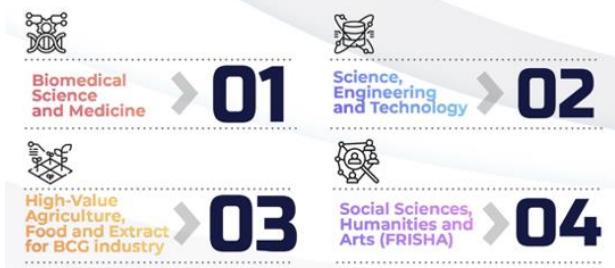 Biomedical
Science
and Medicine
01
Science,
Engineering
and Technology
02
High-Value
Agriculture,
Food and Extract
for BCG industry
03
Social Sciences,
Humanities and
Arts (FRISHA)
04